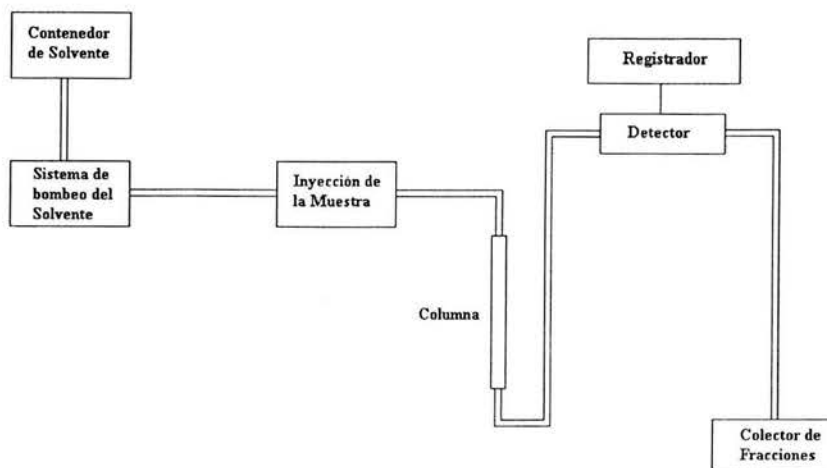 Contenedor
de Solvente
Registrador
Detector
Sistema de
bombeo del
Solvente
Inyección de
la Muestra
Columna
Colector de
Fracciones